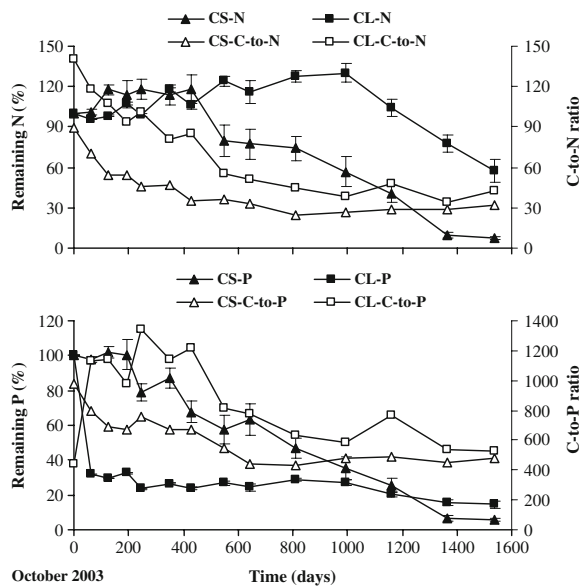 CS-N CL-N
CS-C-to-N CL-C-to-N
Remaining N (%)
150
120
90
60
30
0
C-to-N ratio
150
120
90
60
30
0
CS-P CL-P
CS-C-to-P CL-C-to-P
Remaining P (%)
120
100
80
60
40
20
0
C-to-P ratio
1400
1200
1000
800
600
400
200
0
0 200 400 600 800 1000 1200 1400 1600
October 2003 Time (days)